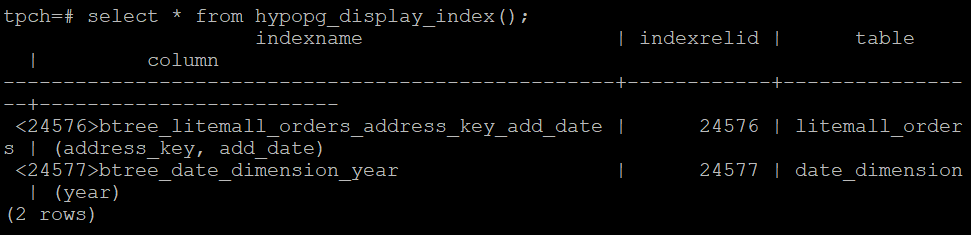 tpch=# select * from hypopg_display_index();
                     indexname                     | indexrelid |      table
  |         column
---------------------------------------------------+------------+---------------
--+-------------------------
 <24576>btree_litemall_orders_address_key_add_date |      24576 | litemall_order
s | (address_key, add_date)
 <24577>btree_date_dimension_year                  |      24577 | date_dimension
  | (year)
(2 rows)